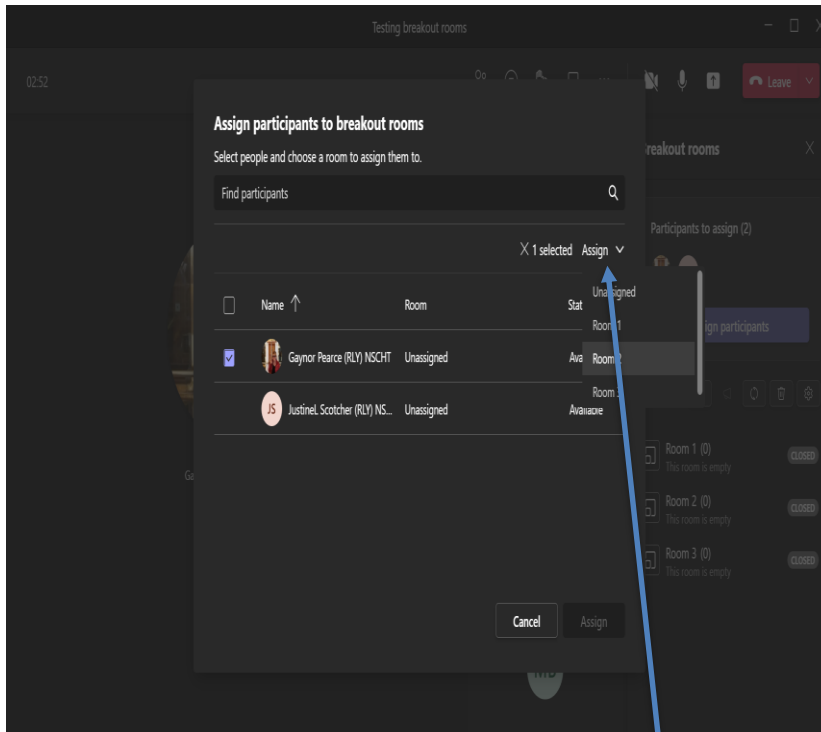 Testing breakout rooms
02:52
Leave
Assign participants to breakout rooms
Select people and choose a room to assign them to.
Find participants
1 selected Assign
Name Room
Gaynor Pearce (RLY) NSCHT Unassigned
JS JustineL Scotcher (RLY) NS... Unassigned Available
Unassigned
Room 1
Room 2
Room
Cancel Assign
reakout rooms
Participants to assign (2)
ign participants
Room 1 (0) CLOSED
This room is empty
Room 2 (0) CLOSED
This room is empty
Room 3 (0) CLOSED
This room is empty